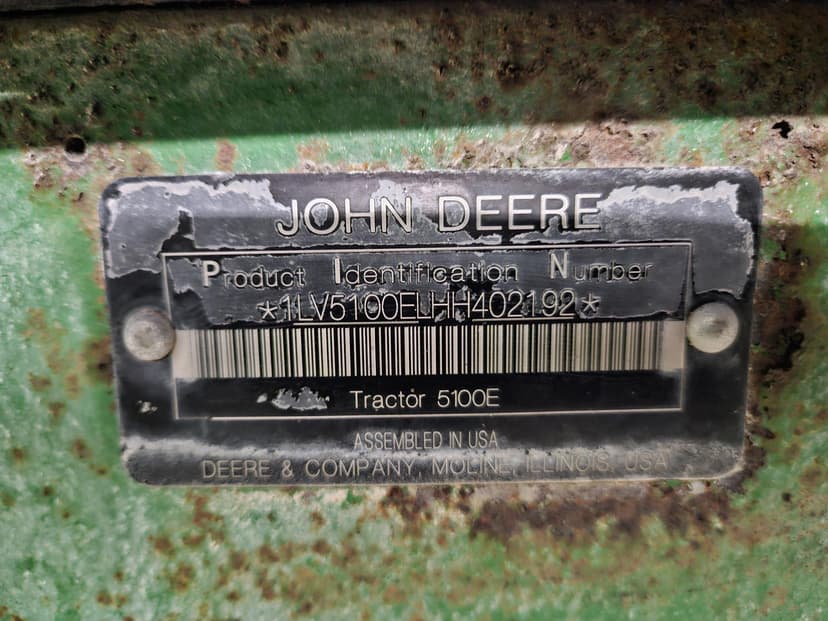 JOHN DEERE
Product Identification Number
*1LV5100ELHH402192*
Tractor 5100E
ASSEMBLED IN USA
DEERE & COMPANY, MOLINE, ILLINOIS, USA